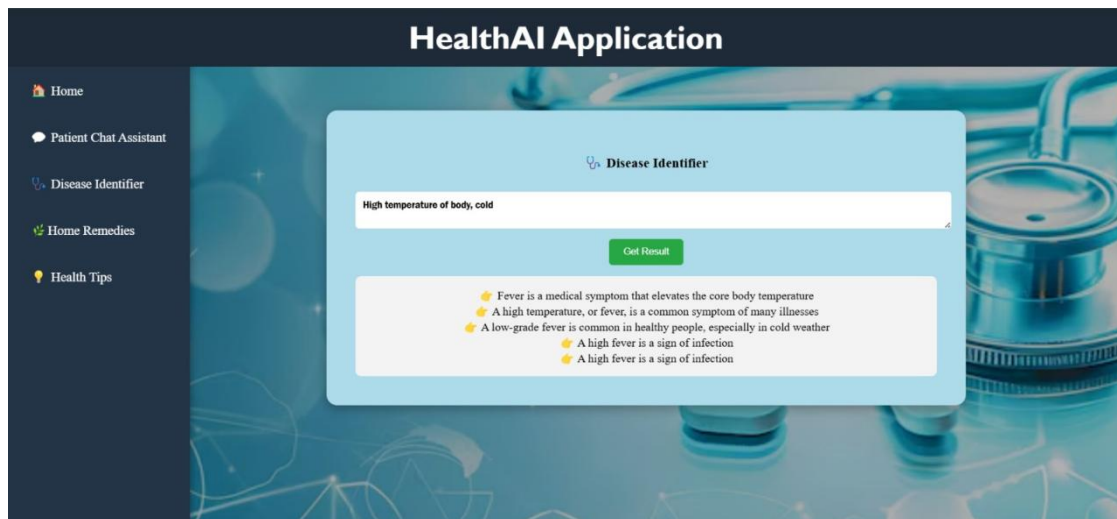 HealthAI Application
🏠 Home
💬 Patient Chat Assistant
🩺 Disease Identifier
🌿 Home Remedies
💡 Health Tips
🩺 Disease Identifier
High temperature of body, cold
Get Result
👉 Fever is a medical symptom that elevates the core body temperature
👉 A high temperature, or fever, is a common symptom of many illnesses
👉 A low-grade fever is common in healthy people, especially in cold weather
👉 A high fever is a sign of infection
👉 A high fever is a sign of infection